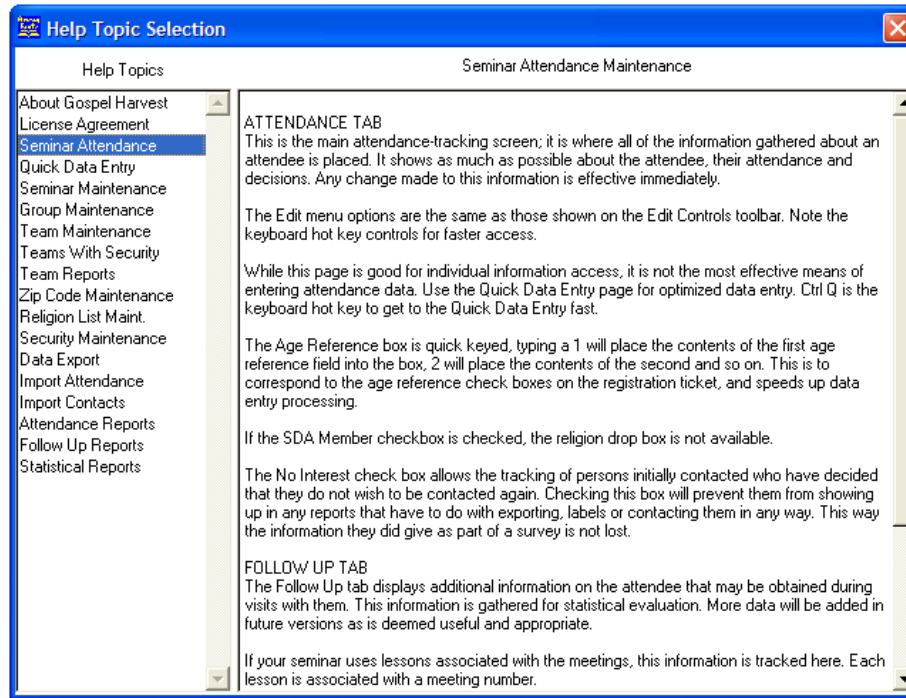 Help Topic Selection
Help Topics
Seminar Attendance Maintenance
About Gospel Harvest
License Agreement
Seminar Attendance
Quick Data Entry
Seminar Maintenance
Group Maintenance
Team Maintenance
Teams With Security
Team Reports
Zip Code Maintenance
Religion List Maint.
Security Maintenance
Data Export
Import Attendance
Import Contacts
Attendance Reports
Follow Up Reports
Statistical Reports
ATTENDANCE TAB
This is the main attendance-tracking screen; it is where all of the information gathered about an
attendee is placed. It shows as much as possible about the attendee, their attendance and
decisions. Any change made to this information is effective immediately.
The Edit menu options are the same as those shown on the Edit Controls toolbar. Note the
keyboard hot key controls for faster access.
While this page is good for individual information access, it is not the most effective means of
entering attendance data. Use the Quick Data Entry page for optimized data entry. Ctrl Q is the
keyboard hot key to get to the Quick Data Entry fast.
The Age Reference box is quick keyed, typing a 1 will place the contents of the first age
reference field into the box, 2 will place the contents of the second and so on. This is to
correspond to the age reference check boxes on the registration ticket, and speeds up data
entry processing.
If the SDA Member checkbox is checked, the religion drop box is not available.
The No Interest check box allows the tracking of persons initially contacted who have decided
that they do not wish to be contacted again. Checking this box will prevent them from showing
up in any reports that have to do with exporting, labels or contacting them in any way. This way
the information they did give as part of a survey is not lost.
FOLLOW UP TAB
The Follow Up tab displays additional information on the attendee that may be obtained during
visits with them. This information is gathered for statistical evaluation. More data will be added in
future versions as is deemed useful and appropriate.
If your seminar uses lessons associated with the meetings, this information is tracked here. Each
lesson is associated with a meeting number.